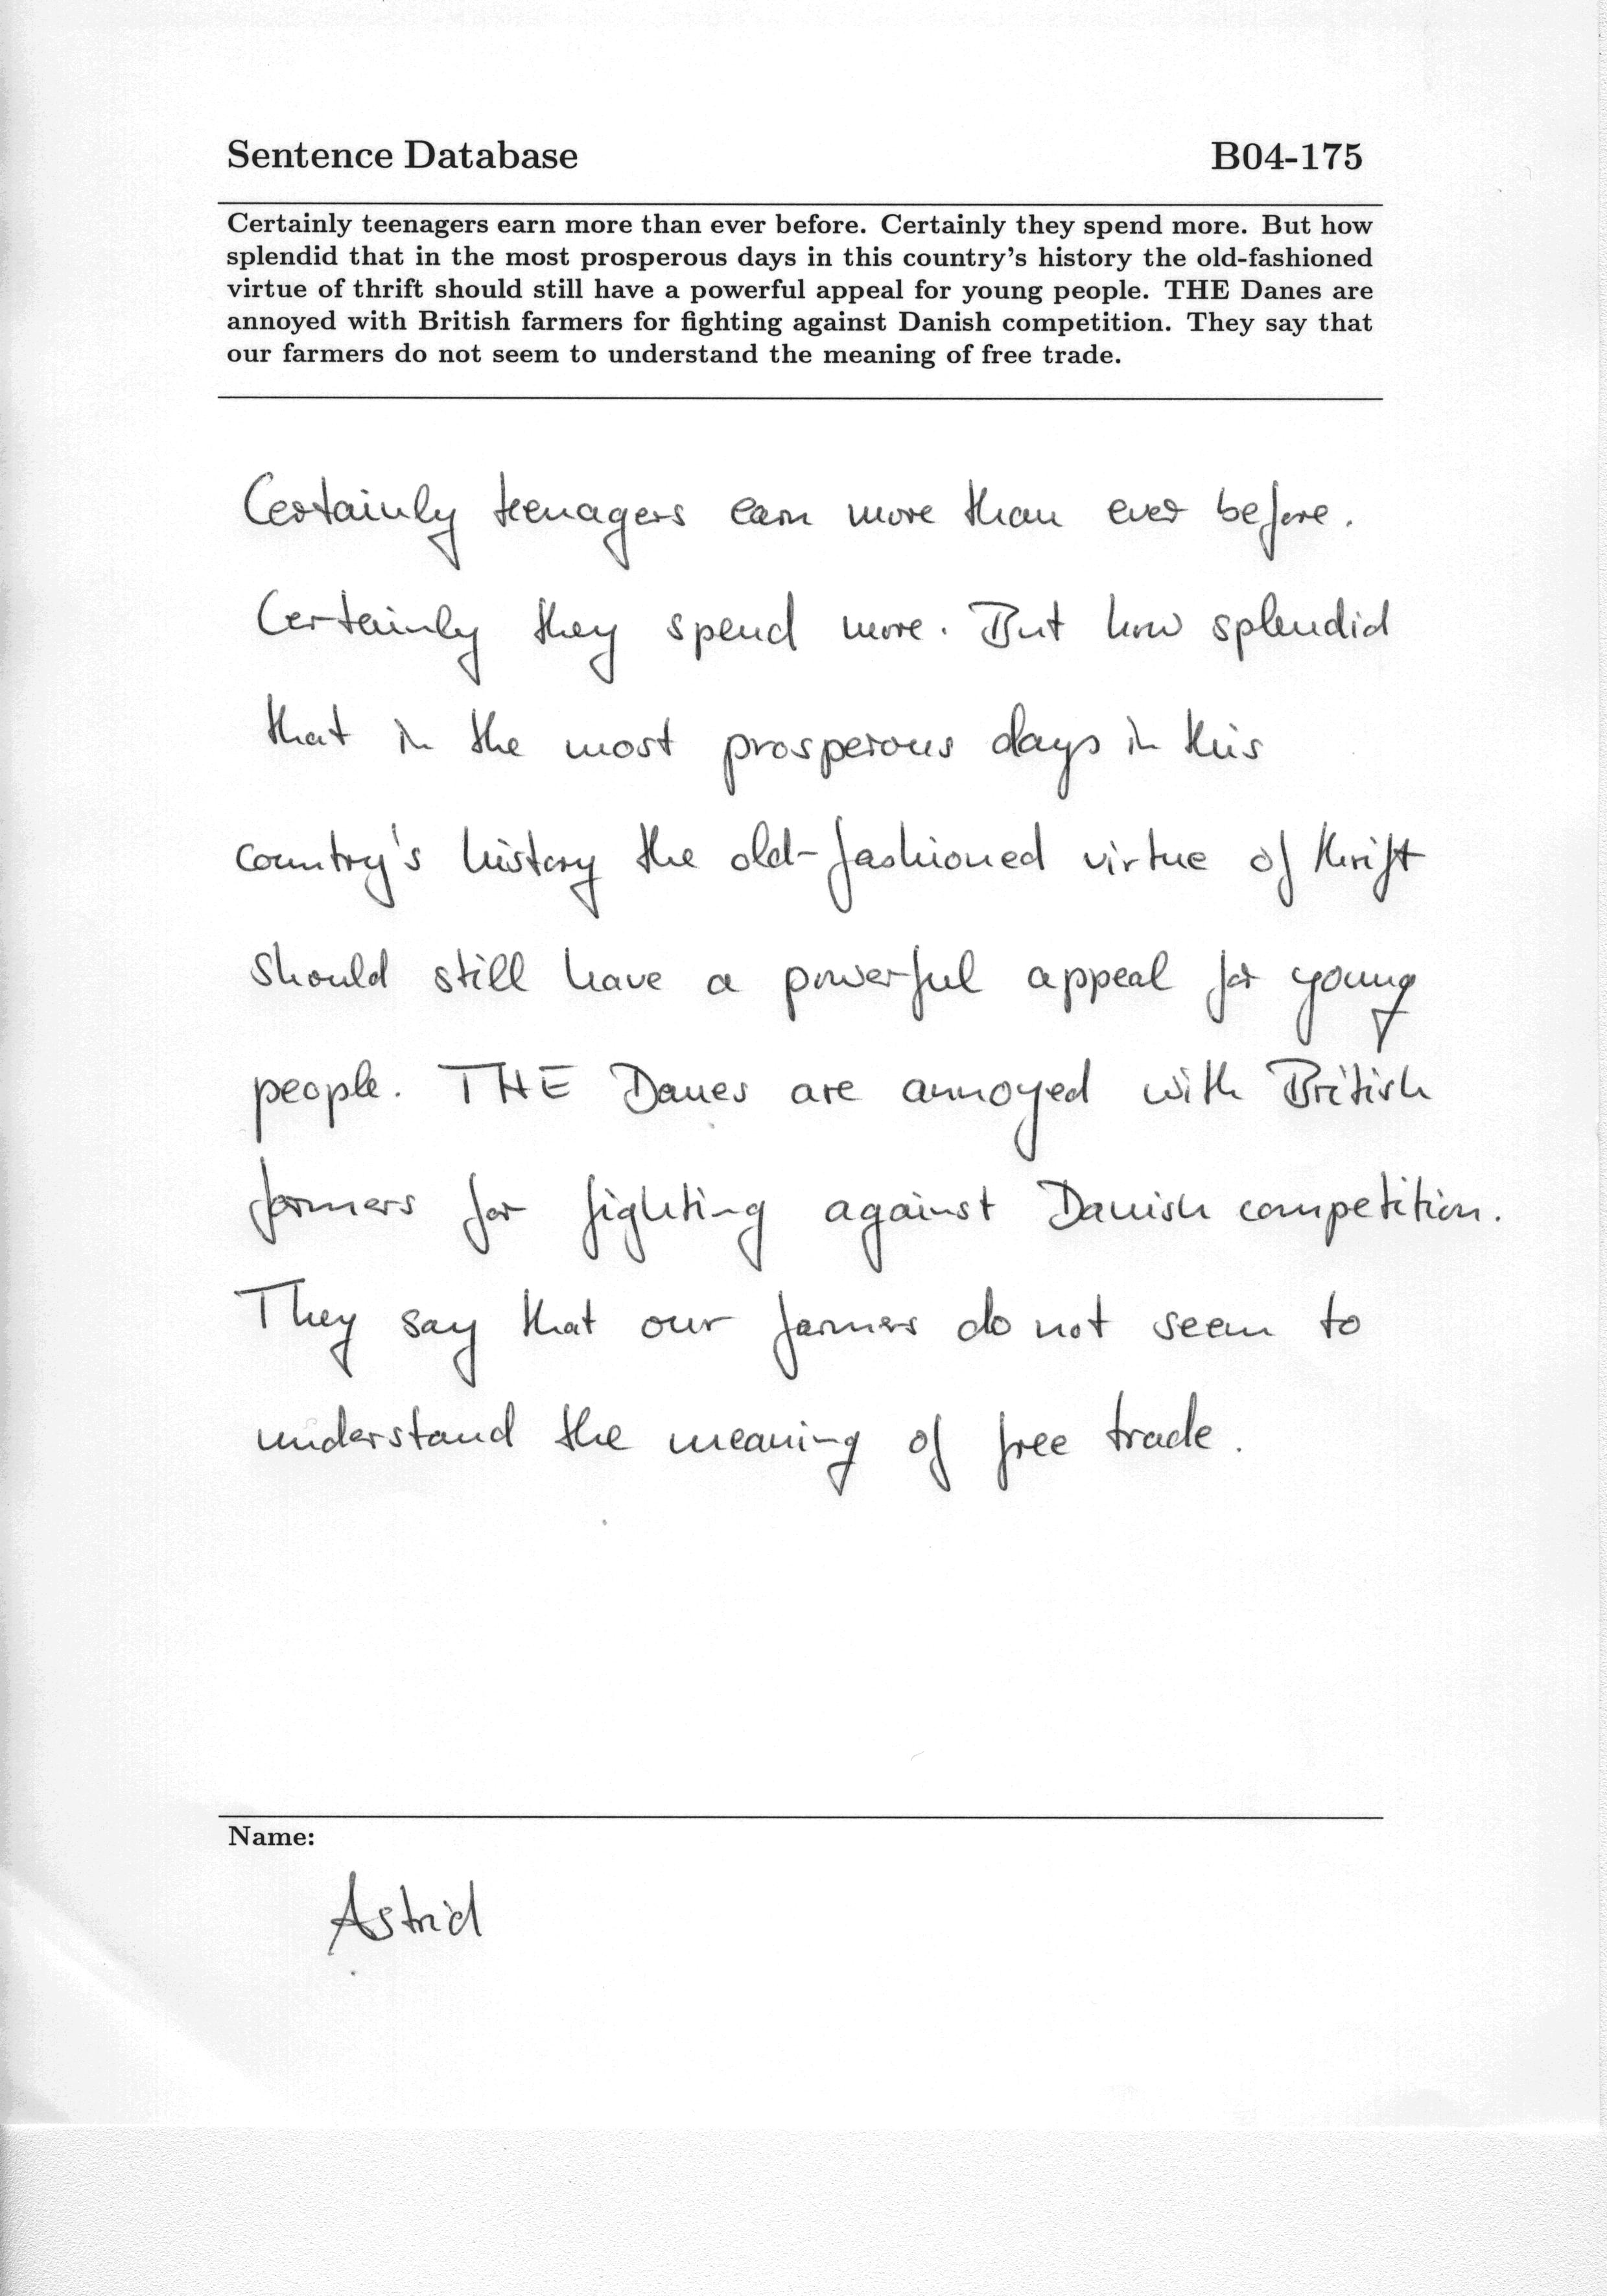 Sentence Database B04-175
Certainly teenagers earn more than ever before. Certainly they spend more. But how
splendid that in the most prosperous days in this country's history the old-fashioned
virtue of thrift should still have a powerful appeal for young people. THE Danes are
annoyed with British farmers for fighting against Danish competition. They say that
our farmers do not seem to understand the meaning of free trade.
Certainly teenagers earn more than ever before.
Certainly they spend more. But how splendid
that in the most prosperous days in this
country's history the old-fashioned virtue of thrift
should still have a powerful appeal for young
people. THE Danes are annoyed with British
farmers for fighting against Danish competition.
They say that our farmers do not seem to
understand the meaning of free trade.
Name:
Astrid